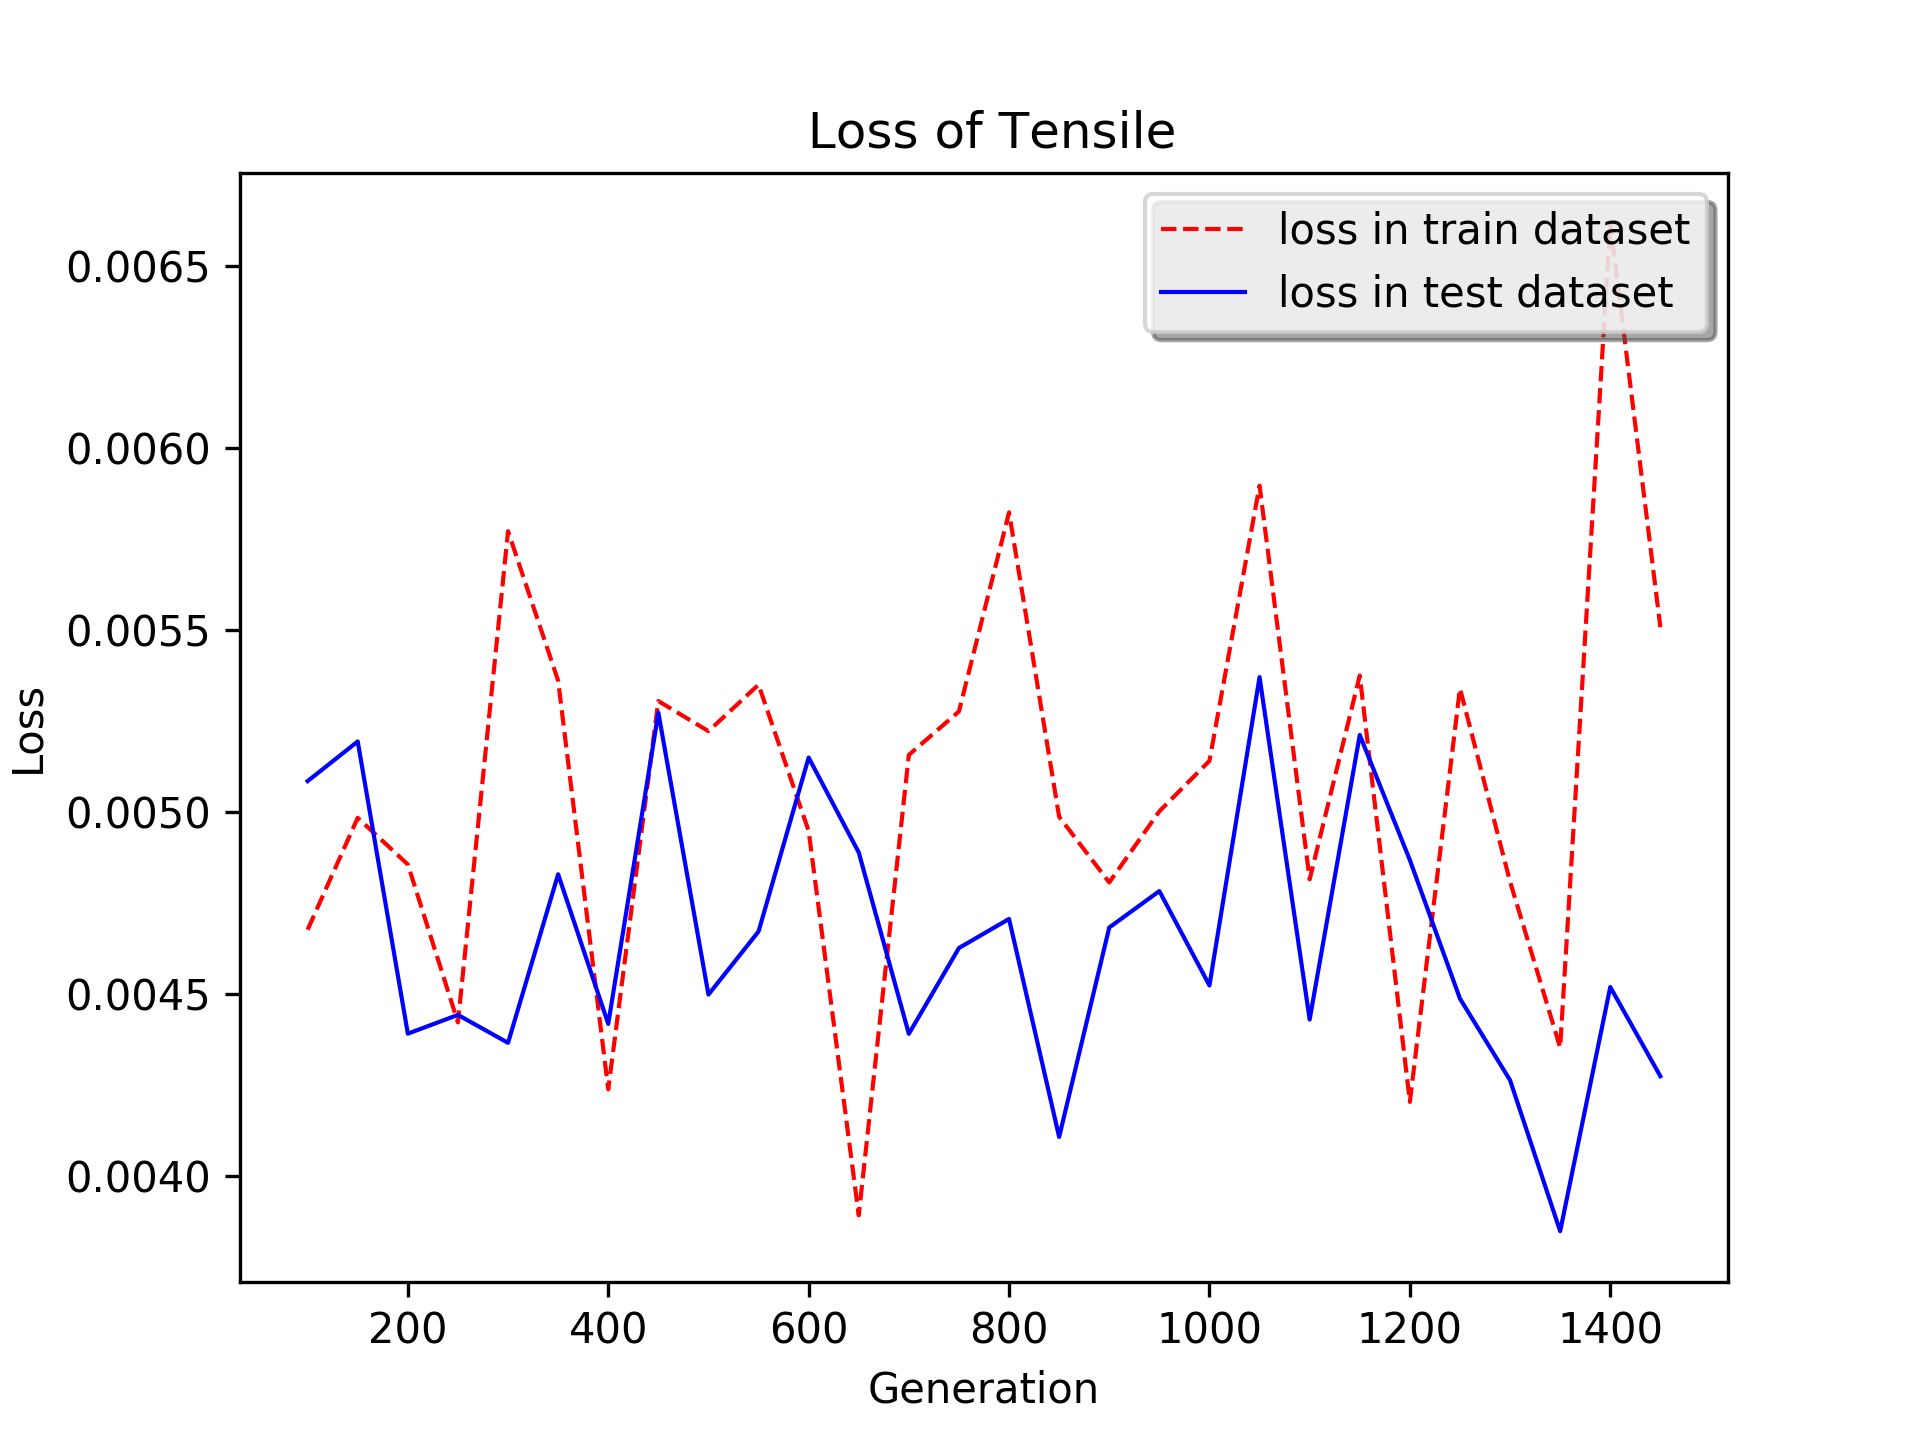 Loss of Tensile
loss in train dataset
loss in test dataset
0.0065
0.0060
0.0055
0.0050
0.0045
0.0040
Loss
200 400 600 800 1000 1200 1400
Generation